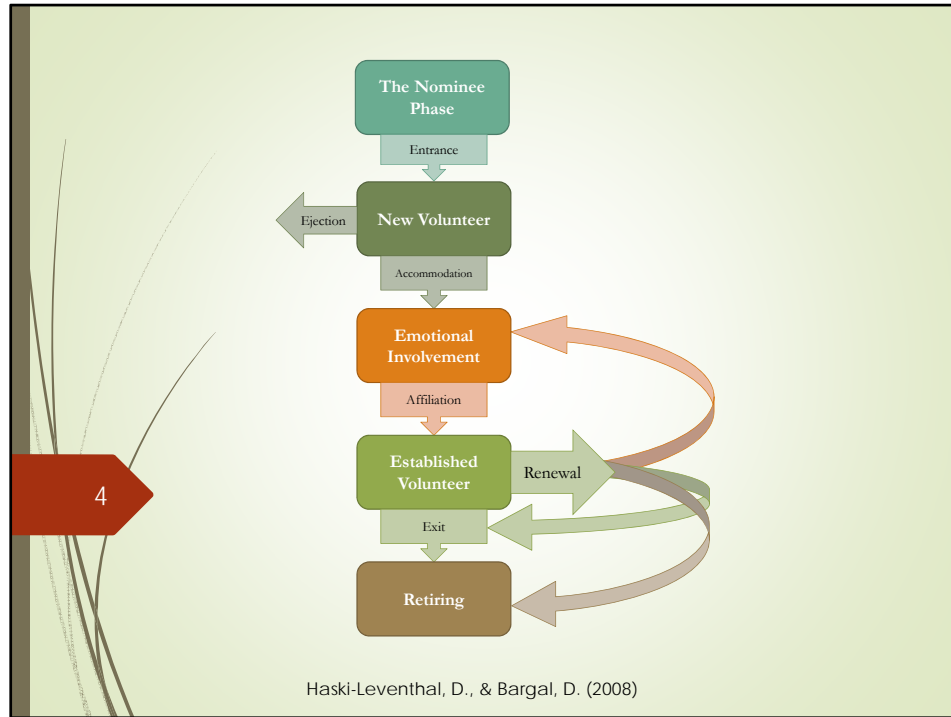 The Nominee
Phase
Entrance
Ejection
New Volunteer
Accommodation
Emotional
Involvement
Affiliation
Established
Volunteer
Renewal
4
Exit
Retiring
Haski-Leventhal, D., & Bargal, D. (2008)